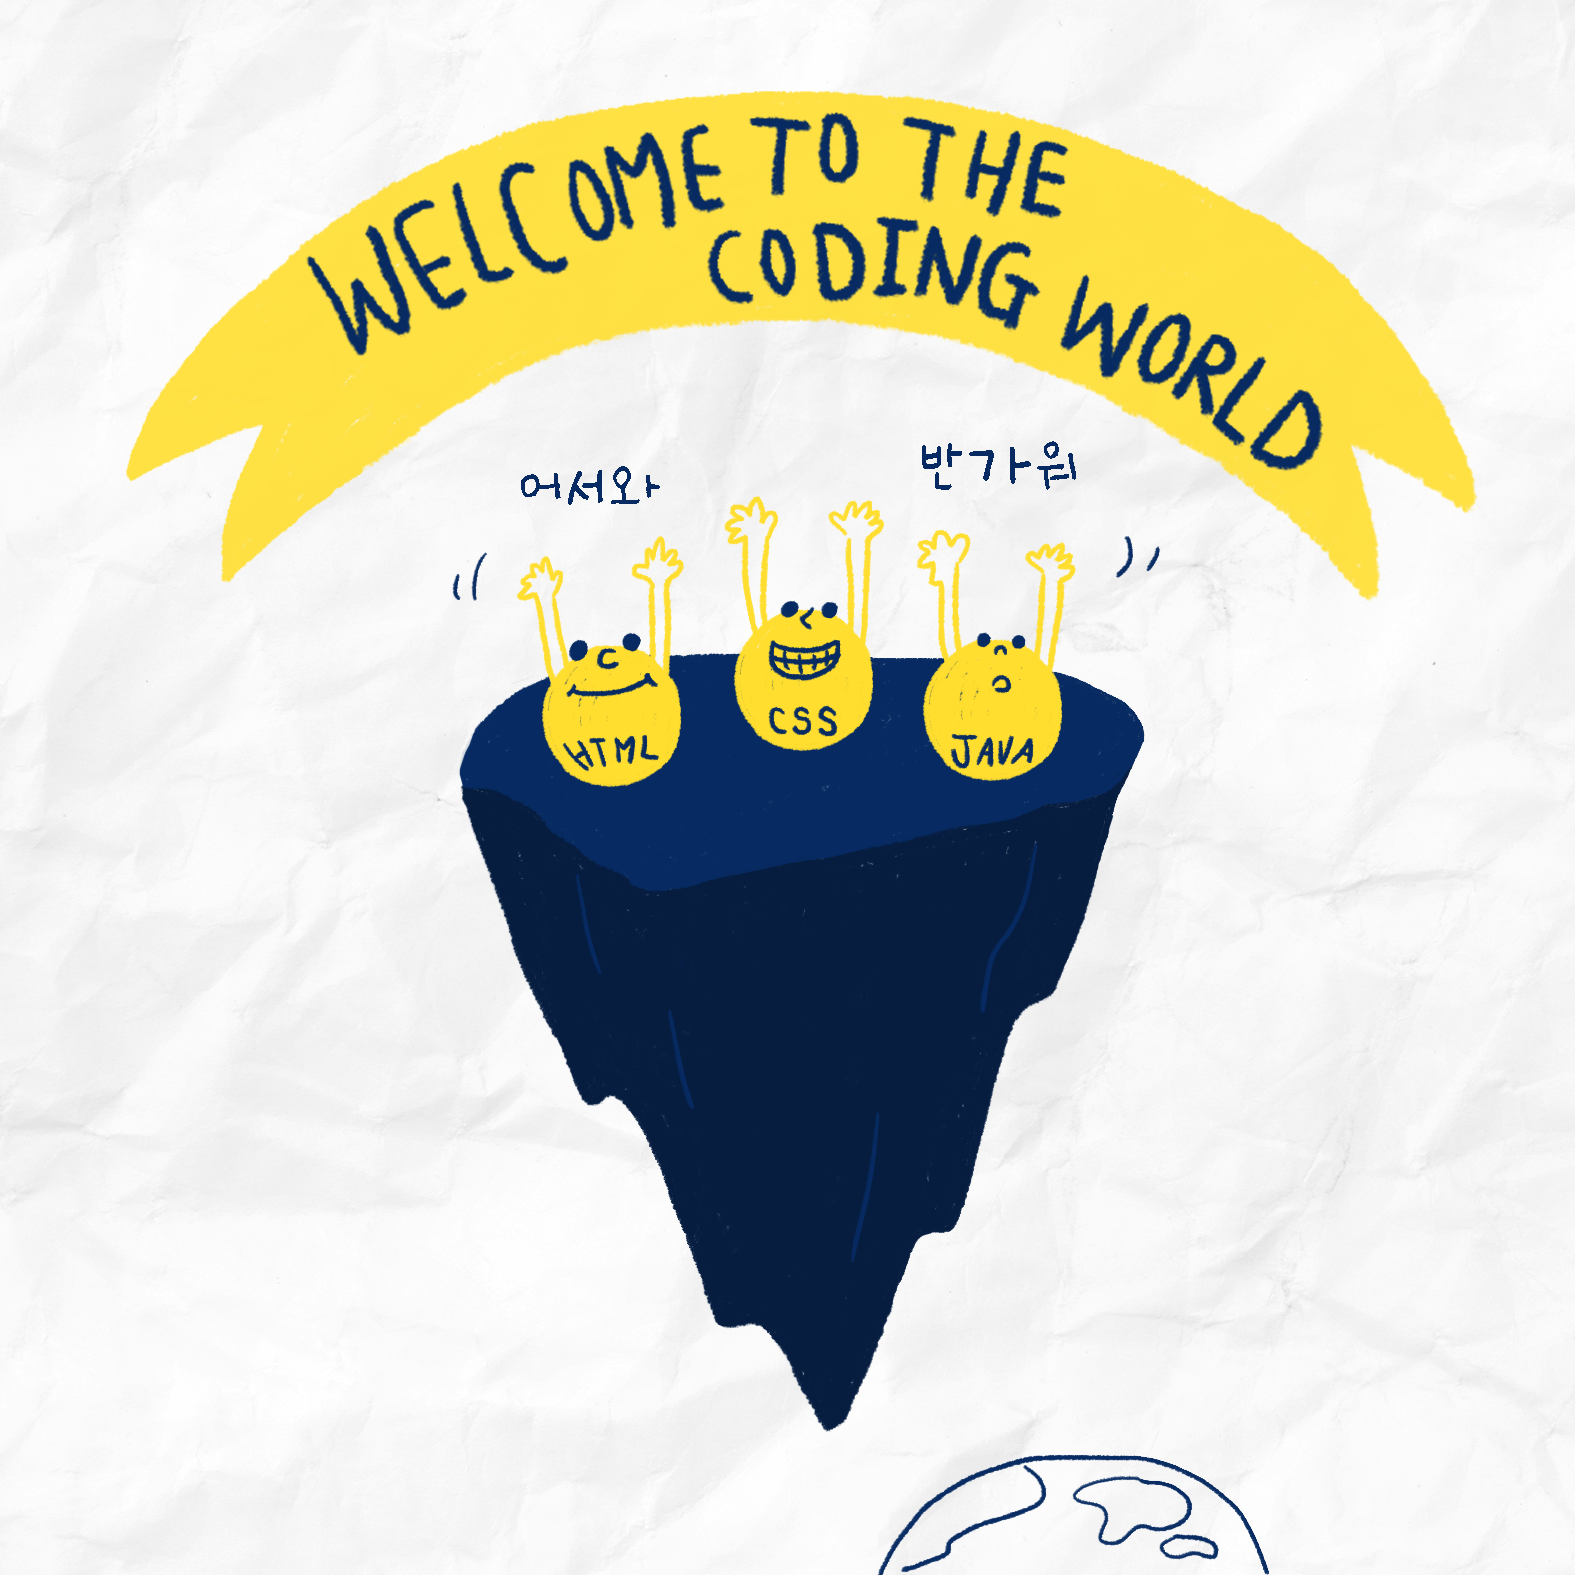 WELCOME TO THE
CODING WORLD
어서와
반가워
HTML
CSS
JAVA